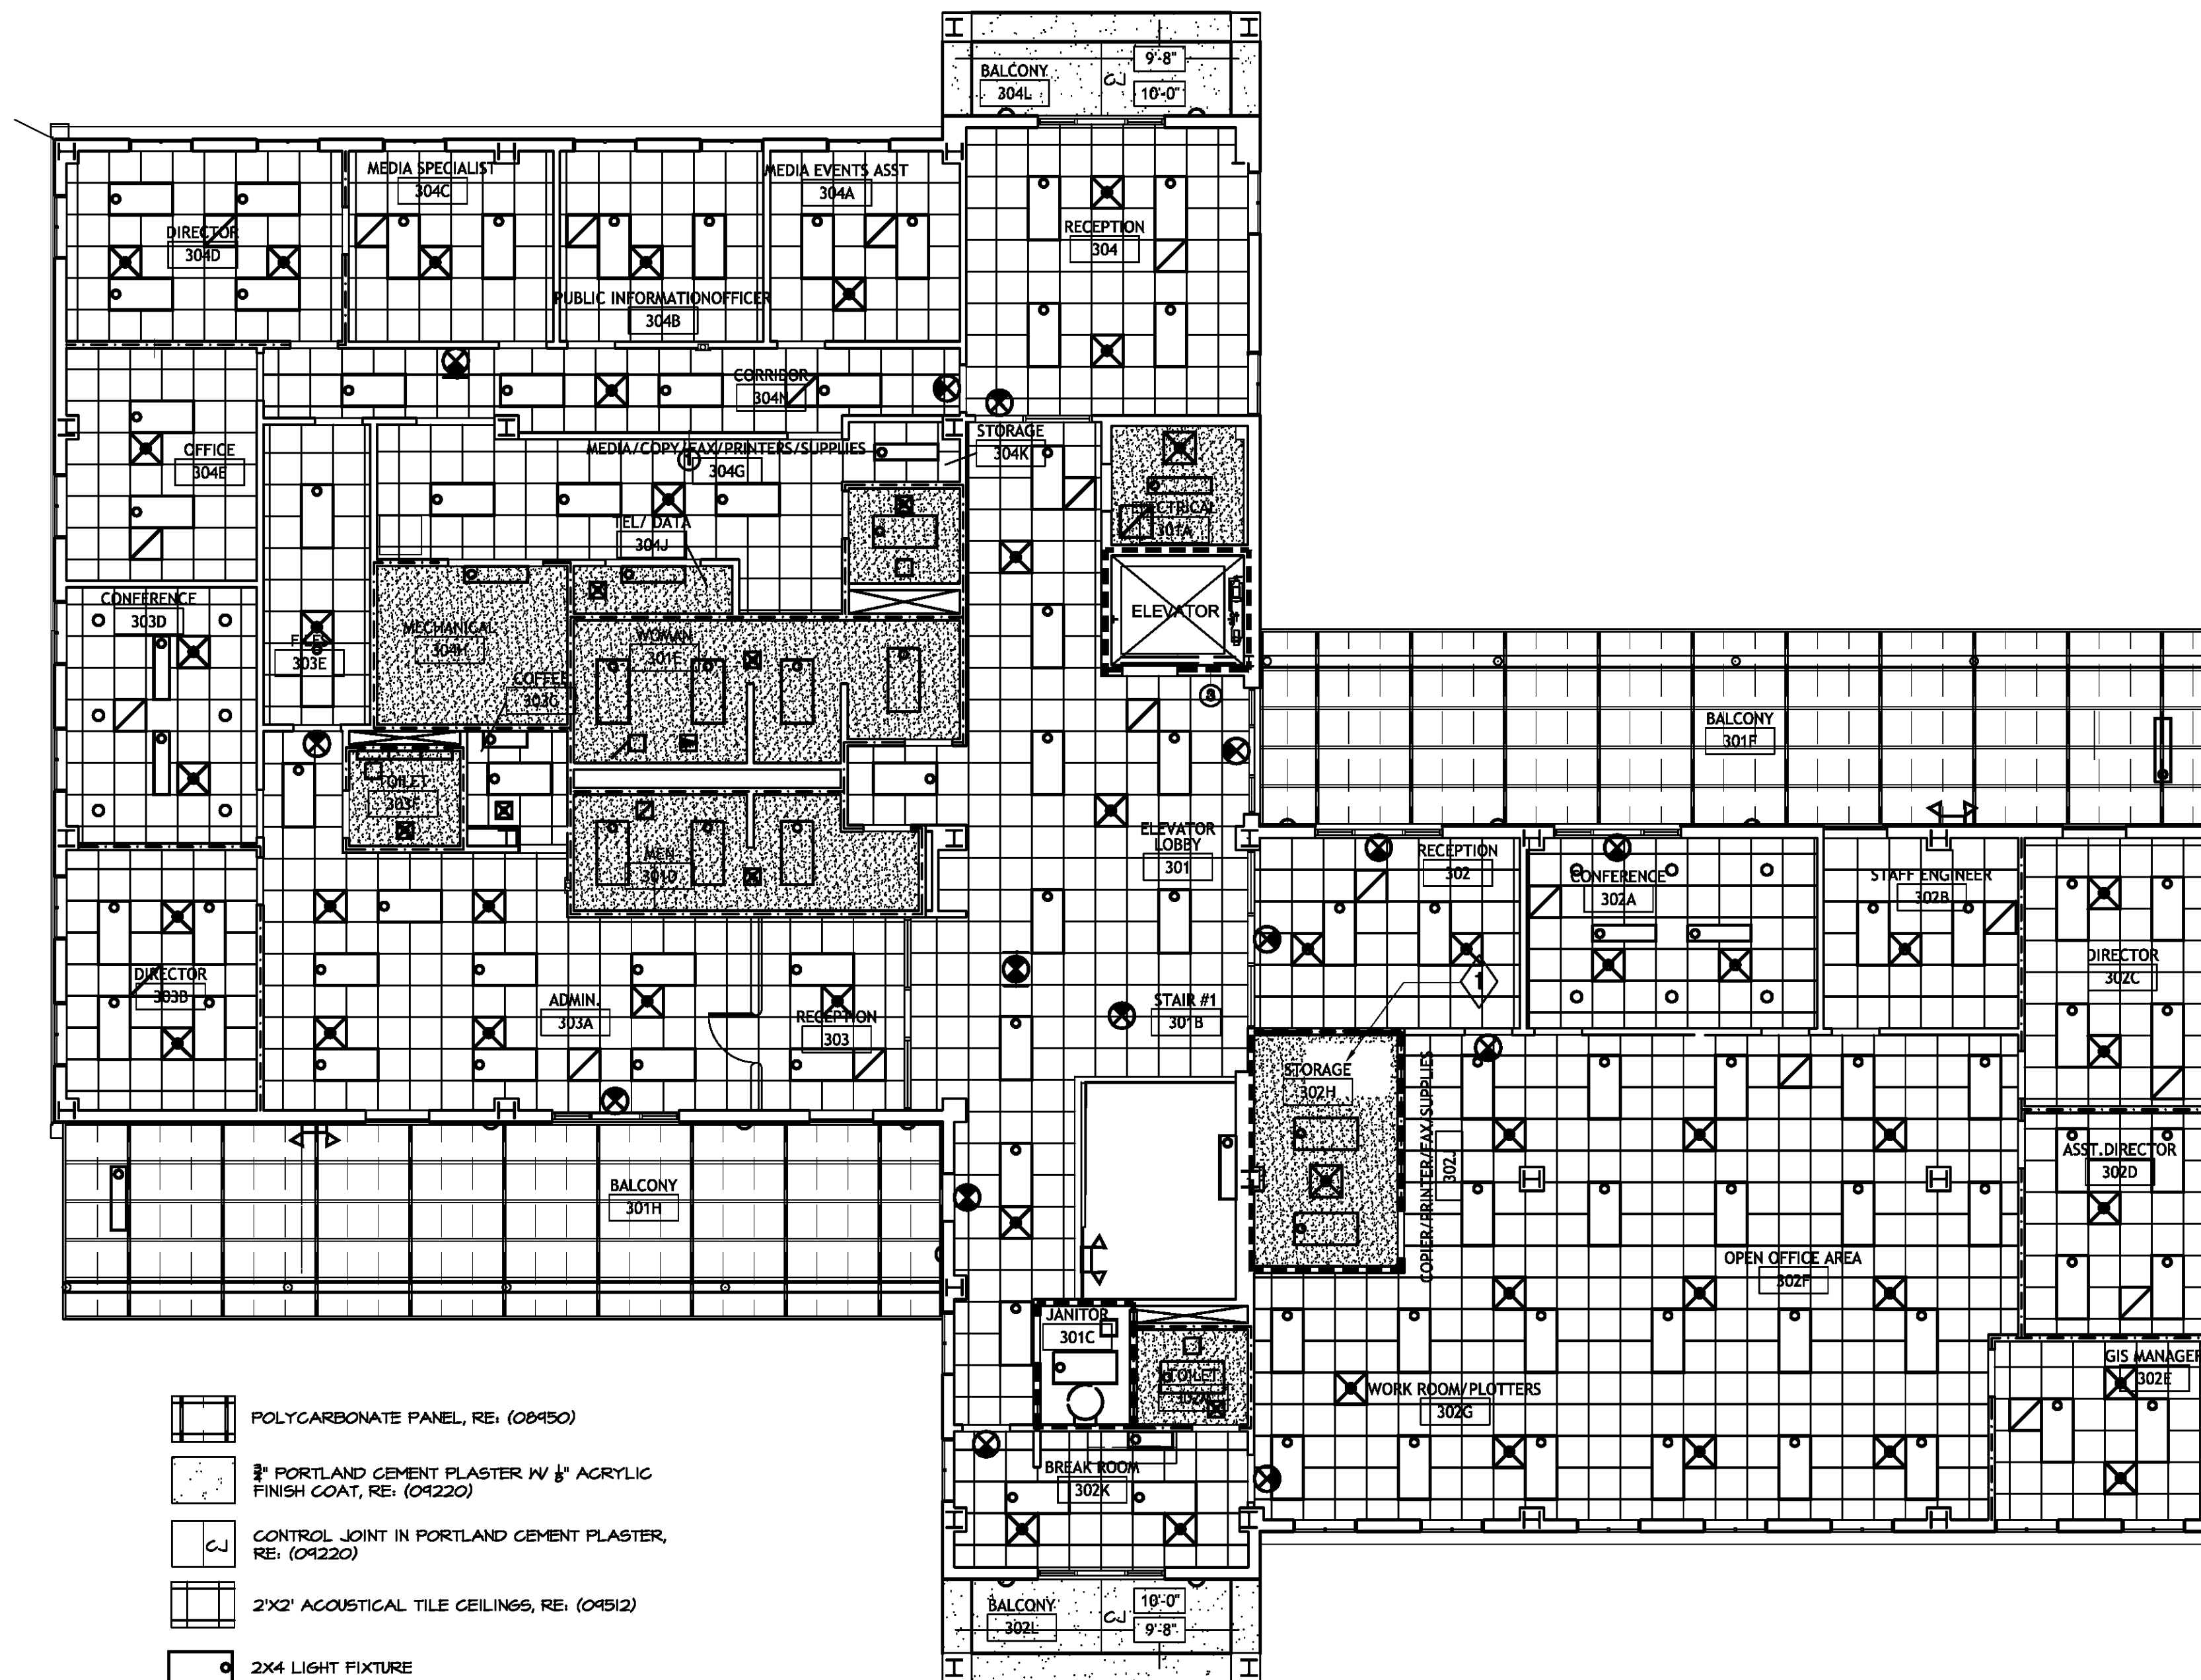 BALCONY
304L
9'-8"
10'-0"
MEDIA SPECIALIST
304C
MEDIA EVENTS ASST
304A
DIRECTOR
304D
RECEPTION
304
PUBLIC INFORMATIONOFFICER
304B
CORRIDOR
304N
OFFICE
304E
MEDIA/COPY/FAX/PRINTERS/SUPPLIES
304G
1
STORAGE
304K
TEL/ DATA
304J
ELECTRICAL
301A
ELEVATOR
CONFERENCE
303D
303E
MECHANICAL
304H
WOMAN
301E
COFFEE
303G
3
BALCONY
301F
TOILET
303F
MEN
301D
ELEVATOR
LOBBY
301
RECEPTION
302
CONFERENCE
302A
STAFF ENGINEER
302B
DIRECTOR
302C
DIRECTOR
303B
ADMIN.
303A
RECEPTION
303
STAIR #1
301B
1
STORAGE
302H
COPIER/PRINTER/FAX/SUPPLIES
302J
ASST.DIRECTOR
302D
BALCONY
301H
OPEN OFFICE AREA
302F
JANITOR
301C
TOILET
GIS MANAGER
302E
WORK ROOM/PLOTTERS
302G
BREAK ROOM
302K
BALCONY
302L
10'-0"
9'-8"
POLYCARBONATE PANEL, RE: (08950)
3/4" PORTLAND CEMENT PLASTER W/ 1/8" ACRYLIC
FINISH COAT, RE: (09220)
CJ
CONTROL JOINT IN PORTLAND CEMENT PLASTER,
RE: (09220)
2'X2' ACOUSTICAL TILE CEILINGS, RE: (09512)
2X4 LIGHT FIXTURE